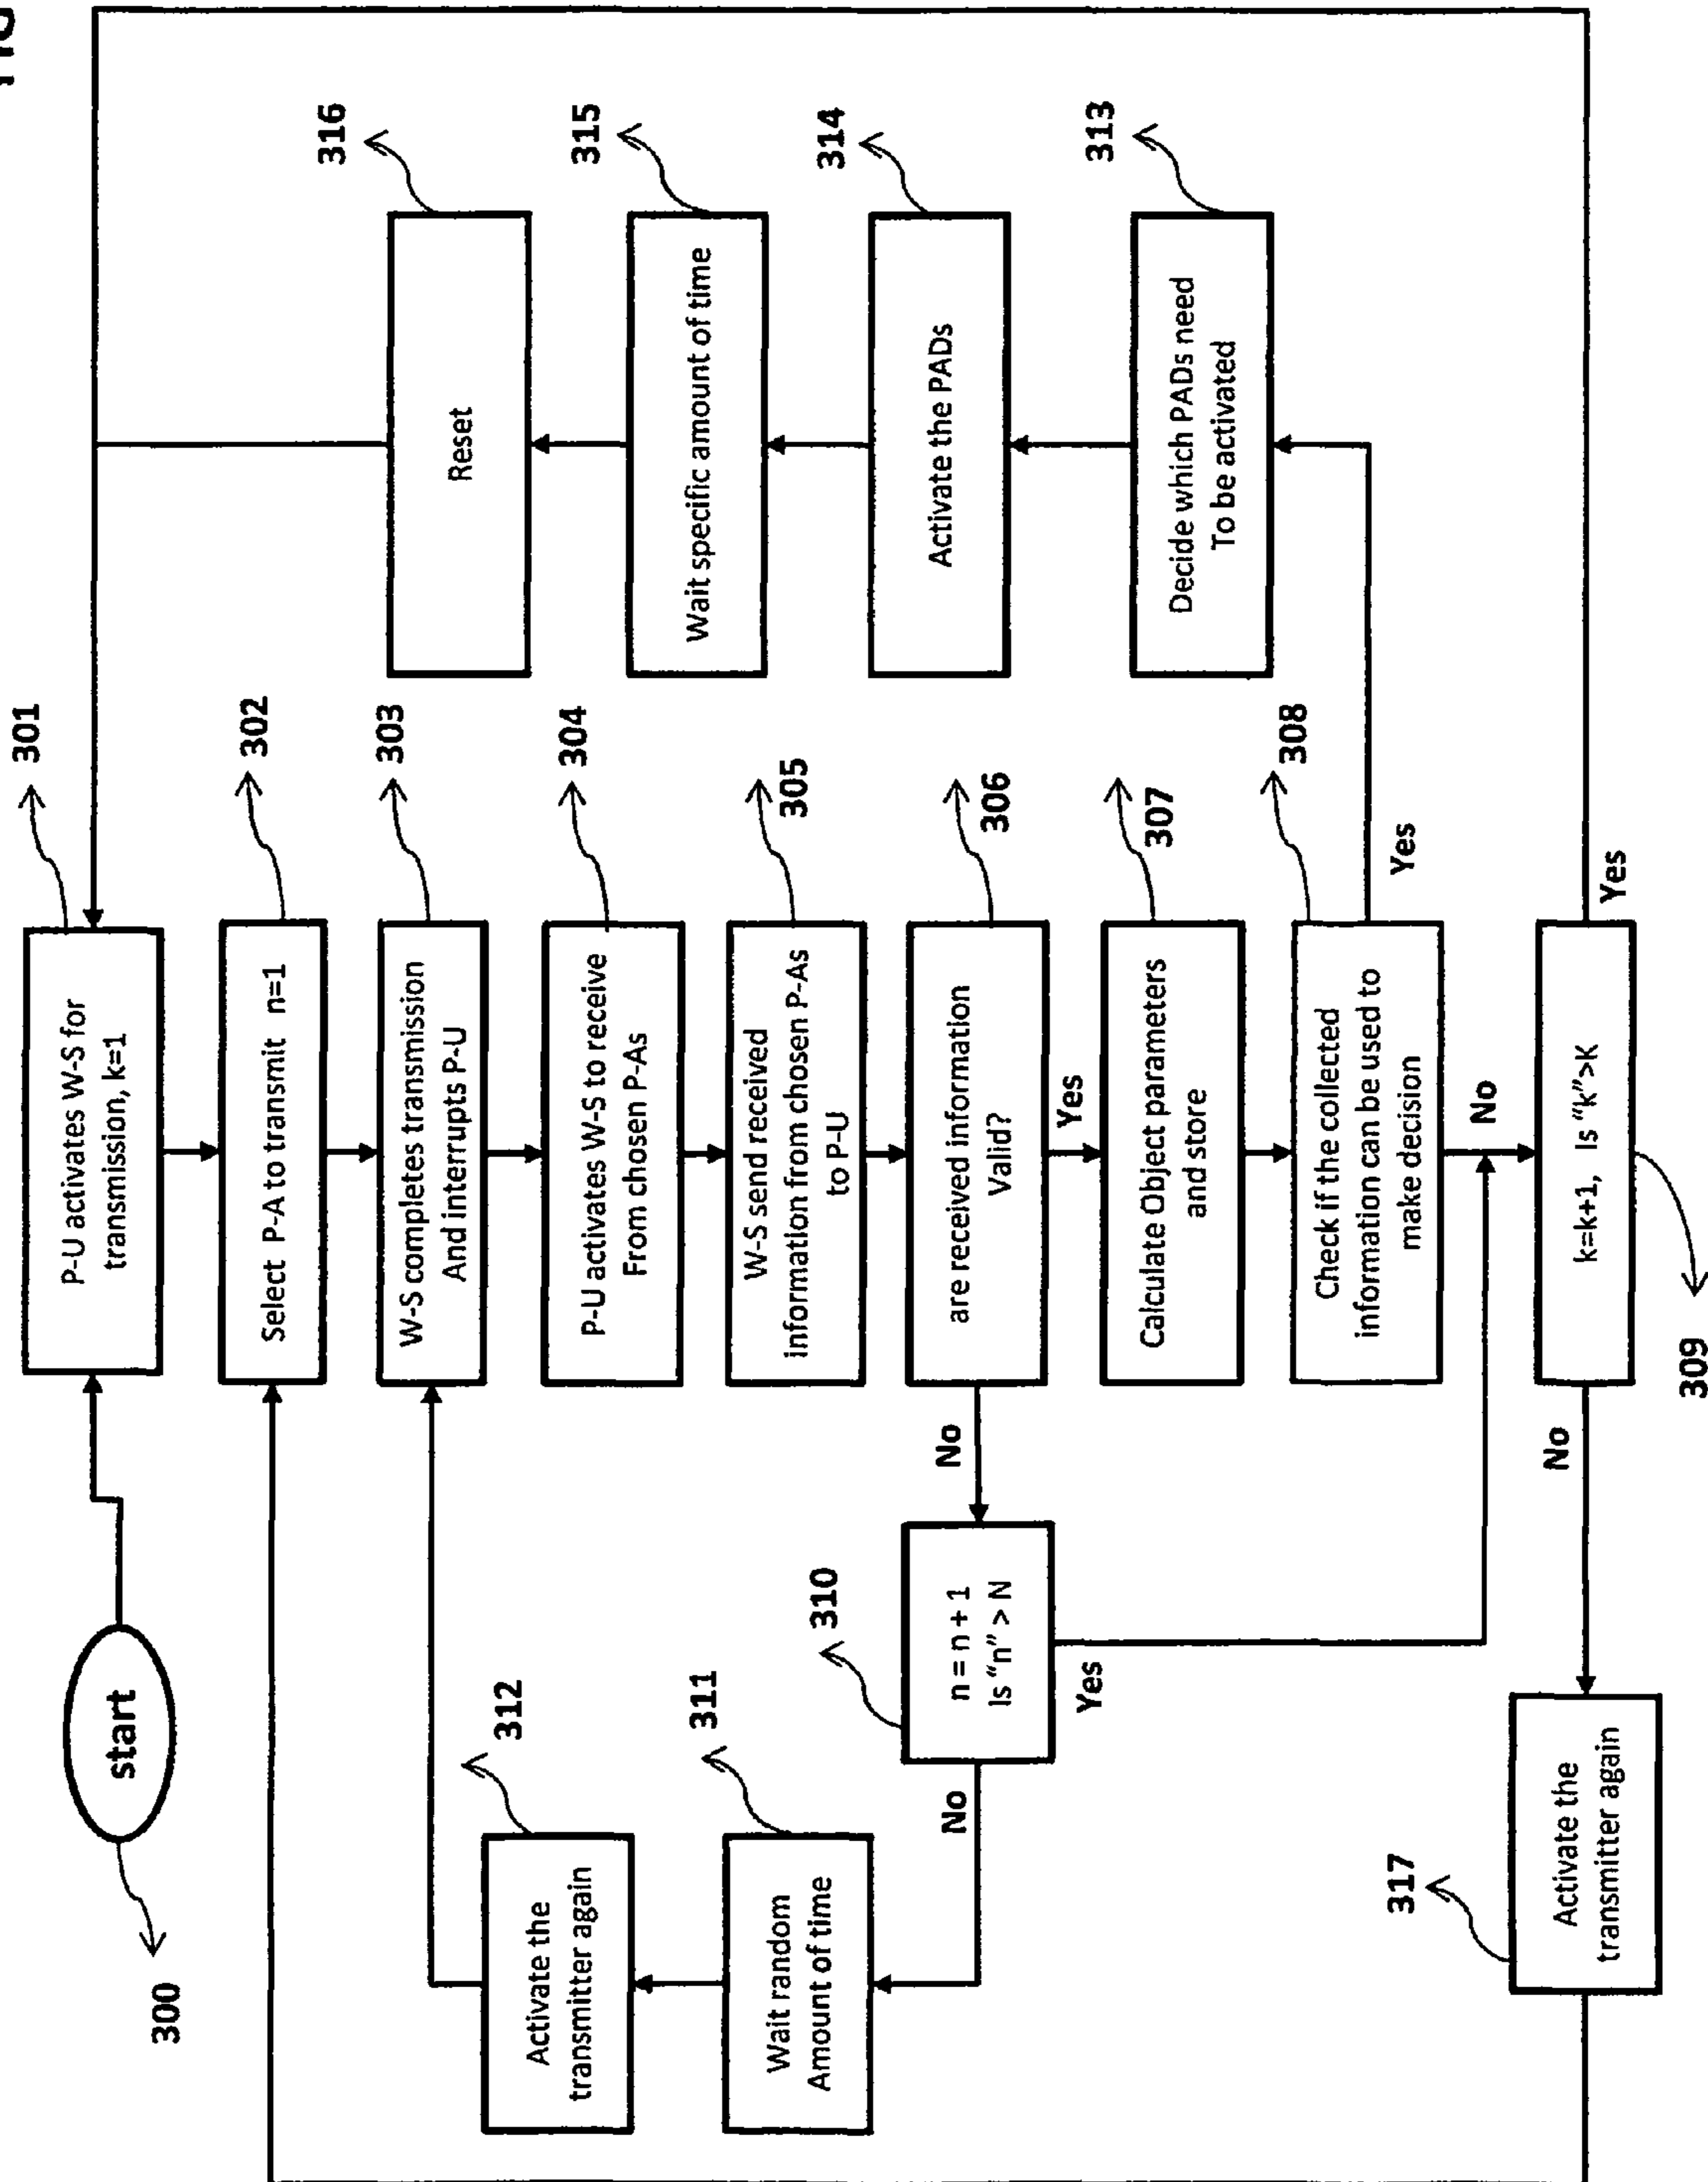 301
P-U activates W-S for
transmission, k=1
start
300
302
Select P-A to transmit n=1
303
W-S completes transmission
And interrupts P-U
304
P-U activates W-S to receive
From chosen P-As
305
W-S send received
information from chosen P-As
to P-U
306
are received information
Valid?
No
Yes
307
Calculate Object parameters
and store
308
Check if the collected
information can be used to
make decision
Yes
No
k=k+1, Is "k">K
309
Yes
No
310
n = n + 1
Is "n" > N
Yes
No
311
Wait random
Amount of time
312
Activate the
transmitter again
313
Decide which PADs need
To be activated
314
Activate the PADs
315
Wait specific amount of time
316
Reset
317
Activate the
transmitter again